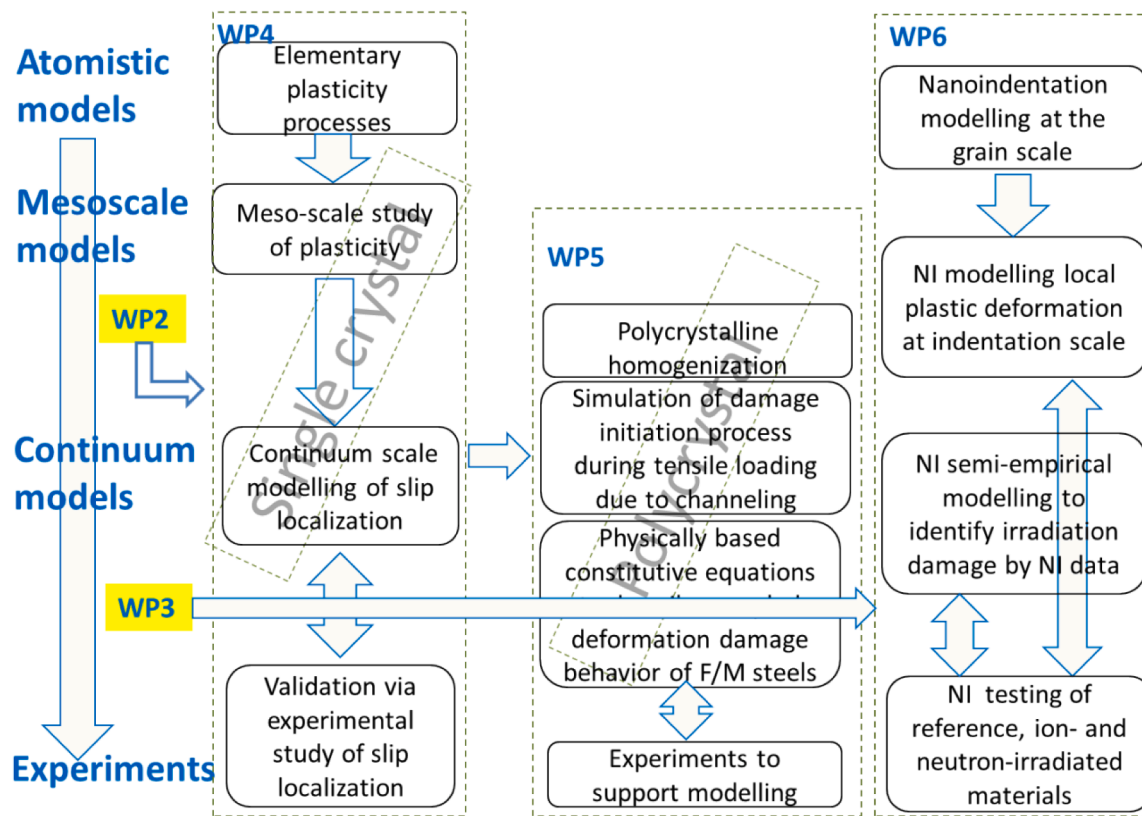 Atomistic
models
Mesoscale
models
WP2
Continuum
models
WP3
Experiments
WP4
Elementary
plasticity
processes
Meso-scale study
of plasticity
Single crystal
Continuum scale
modelling of slip
localization
Validation via
experimental
study of slip
localization
WP5
Polycrystal
Polycrystalline
homogenization
Simulation of damage
initiation process
during tensile loading
due to channeling
Physically based
constitutive equations
deformation damage
behavior of F/M steels
Experiments to
support modelling
WP6
Nanoindentation
modelling at the
grain scale
NI modelling local
plastic deformation
at indentation scale
NI semi-empirical
modelling to
identify irradiation
damage by NI data
NI testing of
reference, ion- and
neutron-irradiated
materials